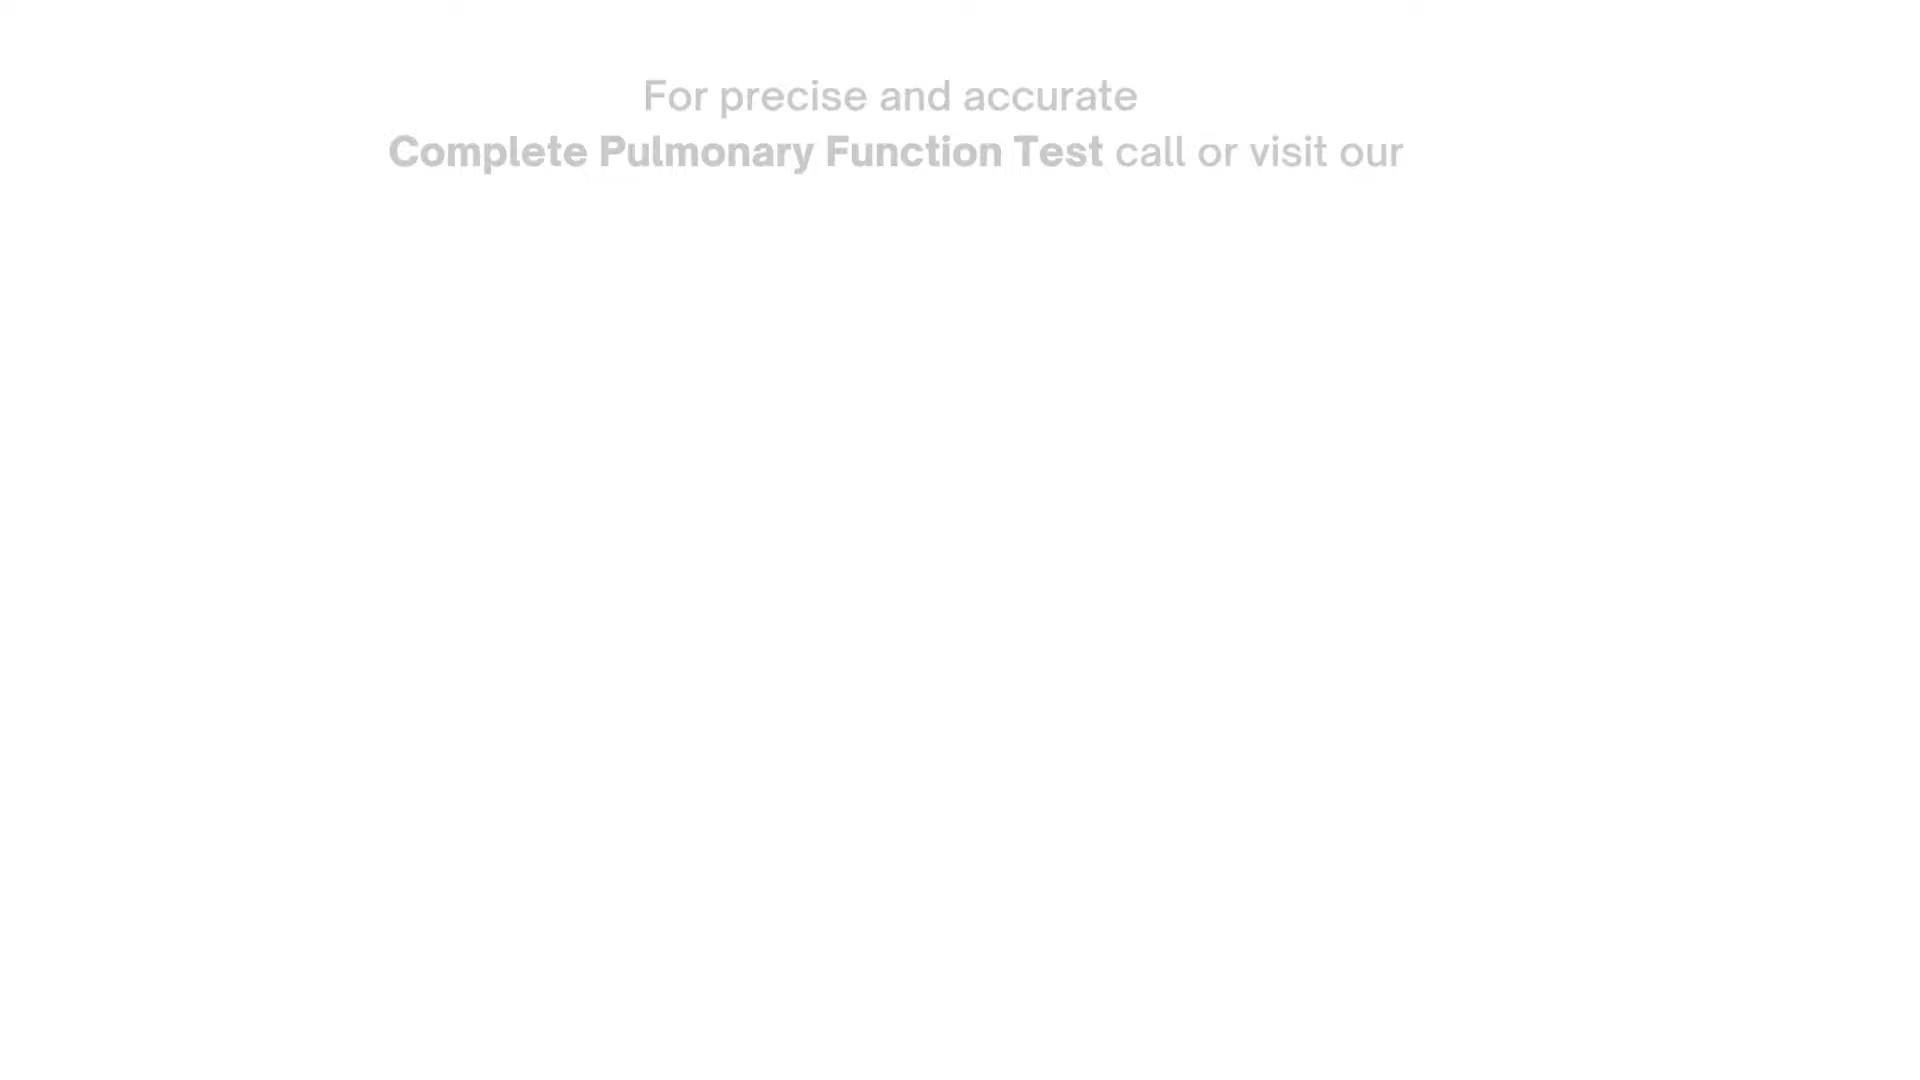 For precise and accurate
Complete Pulmonary Function Test call or visit our